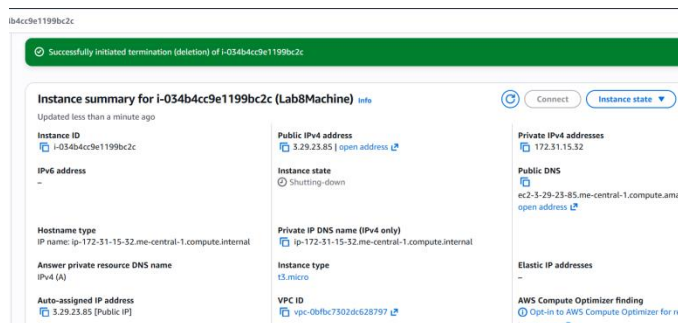 b4cc9e1199bc2c
Successfully initiated termination (deletion) of i-034b4cc9e1199bc2c
Instance summary for i-034b4cc9e1199bc2c (Lab8Machine) Info
Connect
Instance state ▼
Updated less than a minute ago
Instance ID
i-034b4cc9e1199bc2c
Public IPv4 address
3.29.23.85 | open address
Private IPv4 addresses
172.31.15.32
IPv6 address
–
Instance state
Shutting-down
Public DNS
ec2-3-29-23-85.me-central-1.compute.ama
open address
Hostname type
IP name: ip-172-31-15-32.me-central-1.compute.internal
Private IP DNS name (IPv4 only)
ip-172-31-15-32.me-central-1.compute.internal
Answer private resource DNS name
IPv4 (A)
Instance type
t3.micro
Elastic IP addresses
–
Auto-assigned IP address
3.29.23.85 [Public IP]
VPC ID
vpc-0bfbc7302dc628797
AWS Compute Optimizer finding
Opt-in to AWS Compute Optimizer for re